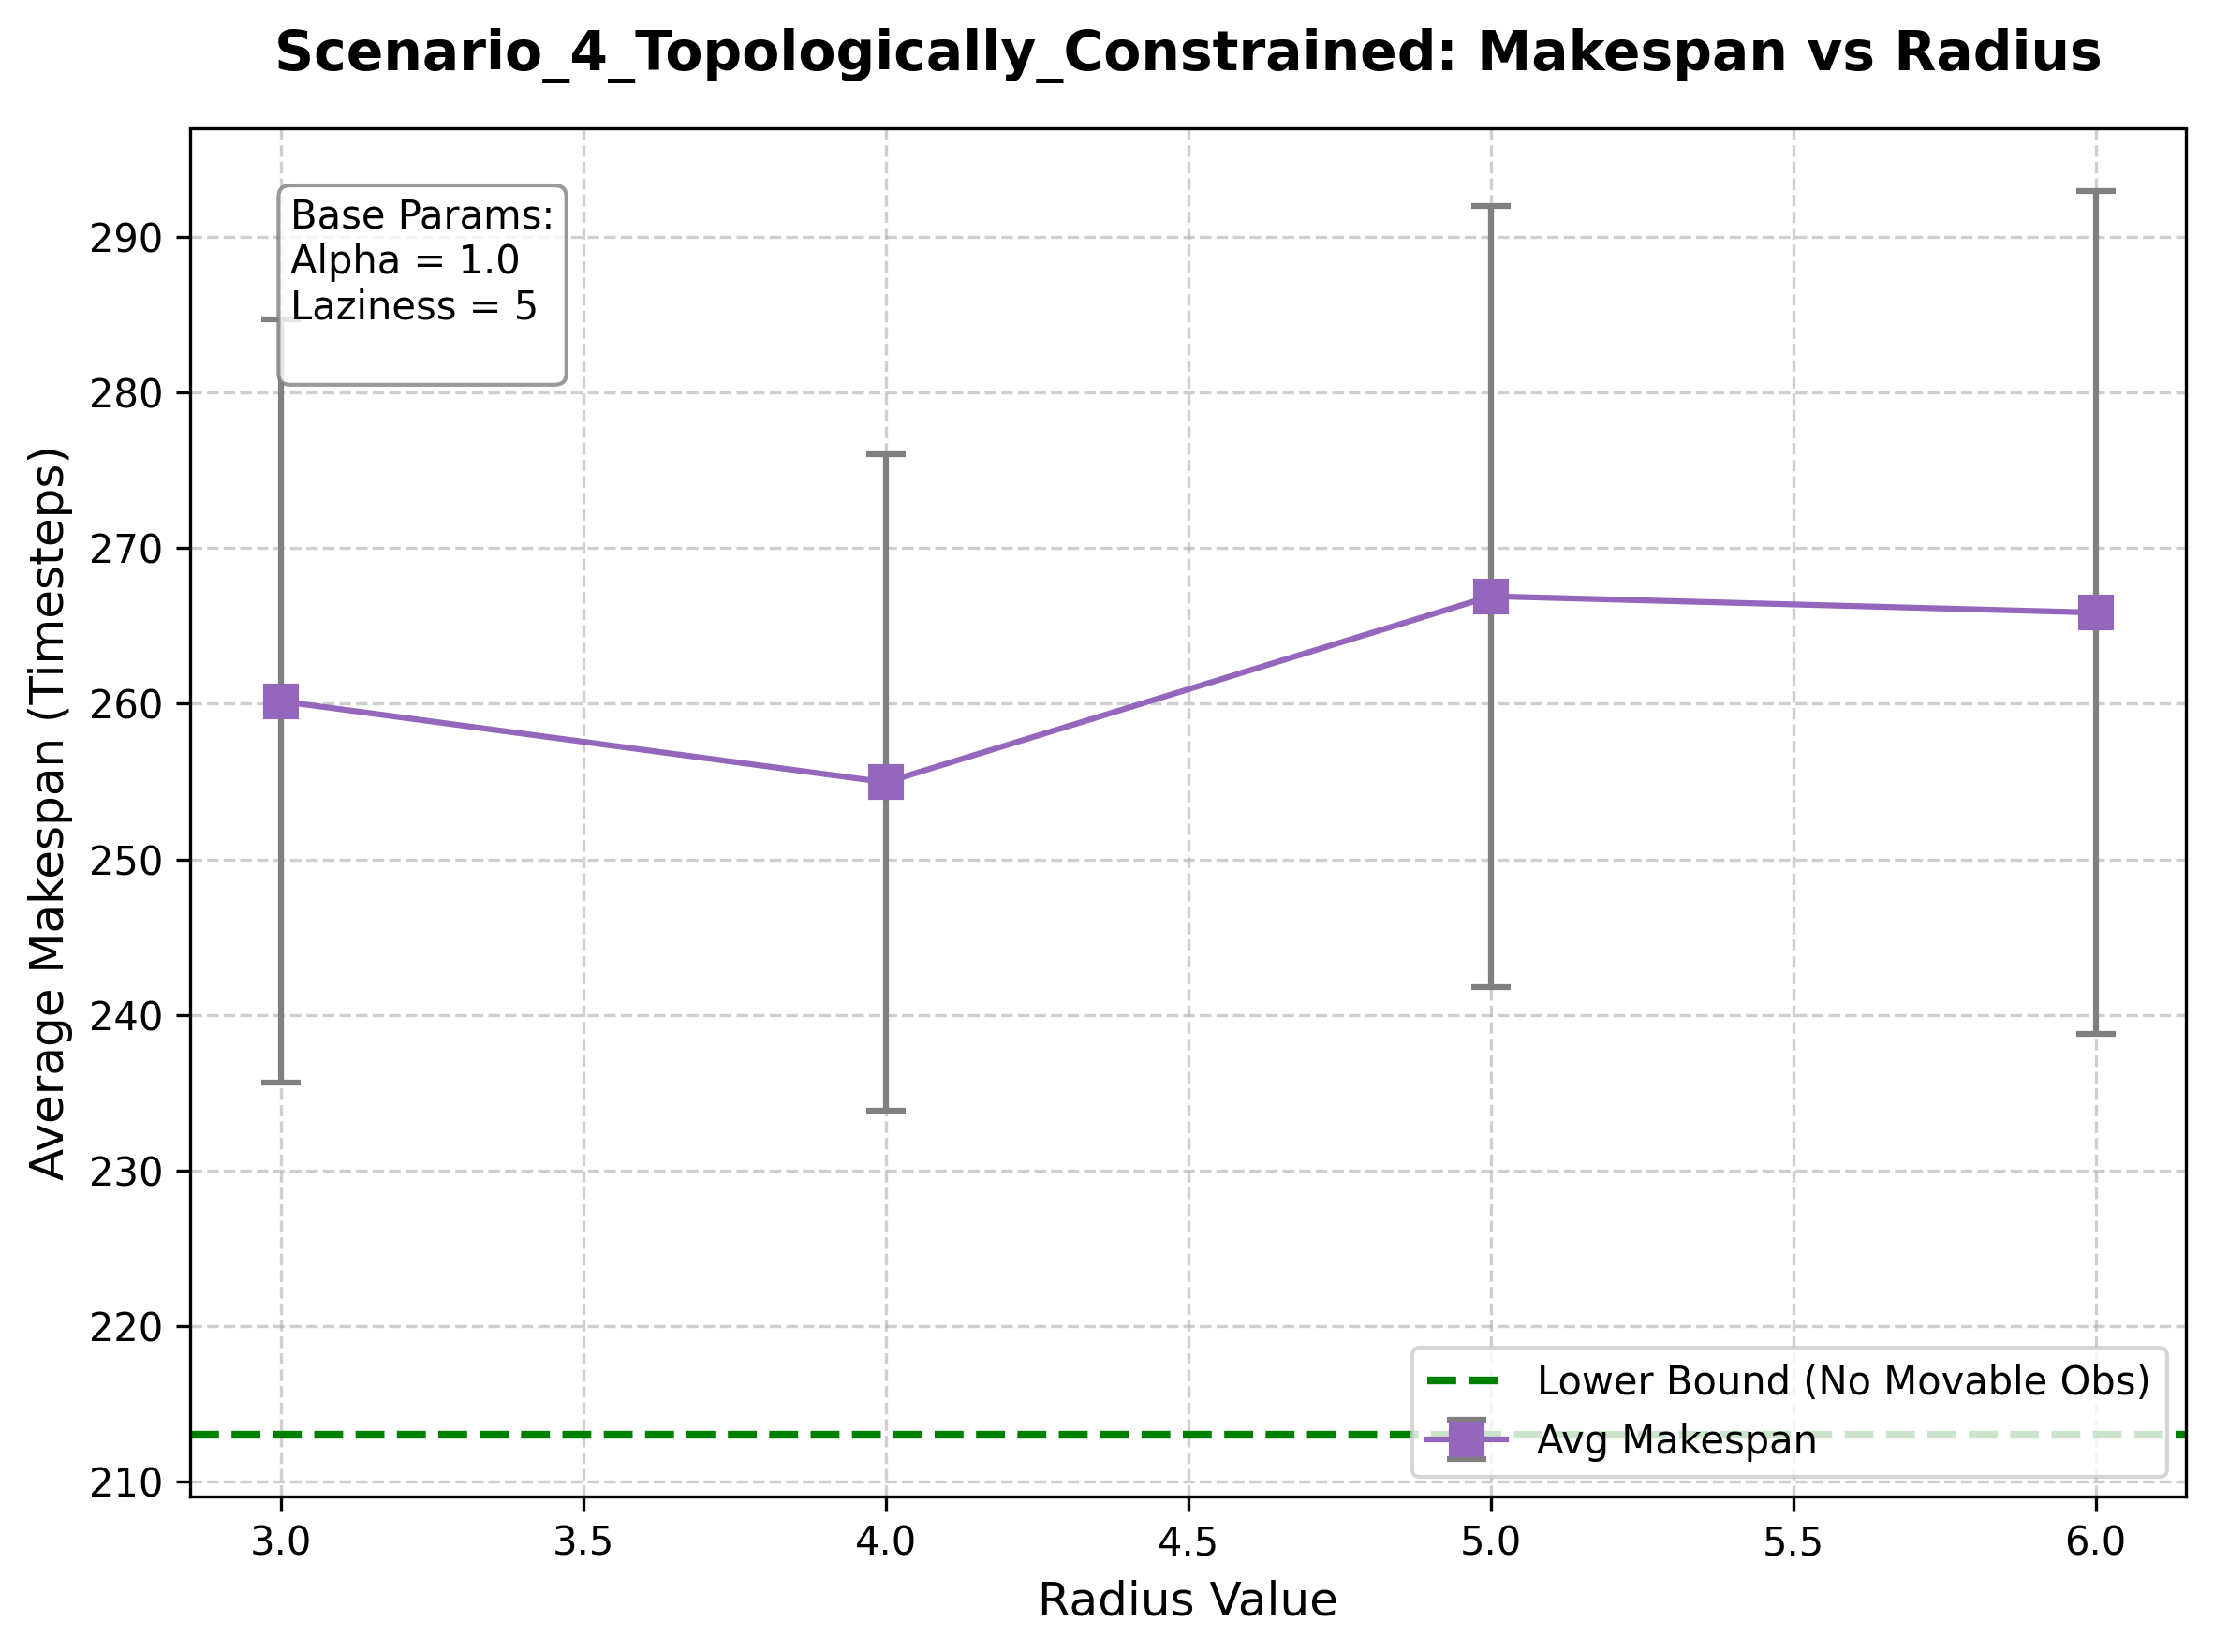 Scenario_4_Topologically_Constrained: Makespan vs Radius
Base Params:
Alpha = 1.0
Laziness = 5
Average Makespan (Timesteps)
290
280
270
260
250
240
230
220
210
Lower Bound (No Movable Obs)
Avg Makespan
3.0 3.5 4.0 4.5 5.0 5.5 6.0
Radius Value